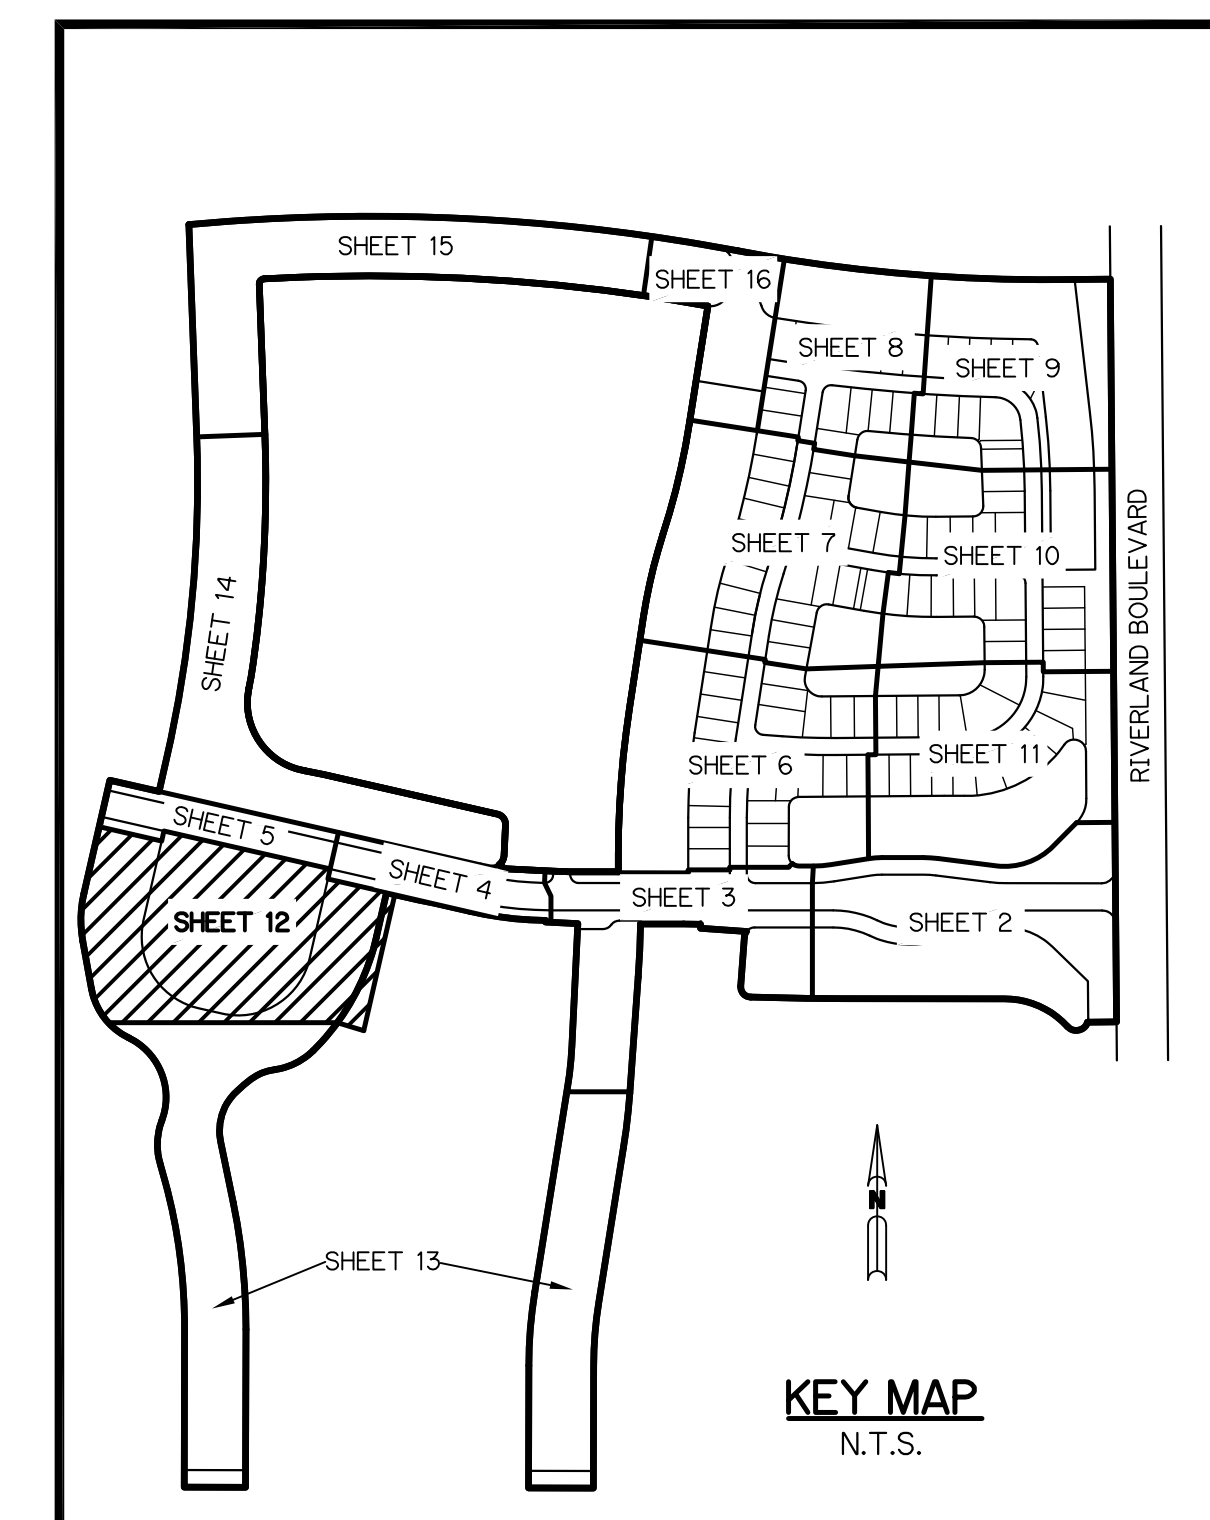 SHEET 15
SHEET 16
SHEET 8
SHEET 9
SHEET 7
SHEET 10
SHEET 14
RIVERLAND BOULEVARD
SHEET 6
SHEET 11
SHEET 5
SHEET 4
SHEET 3
SHEET 12
SHEET 2
N
SHEET 13
KEY MAP
N.T.S.